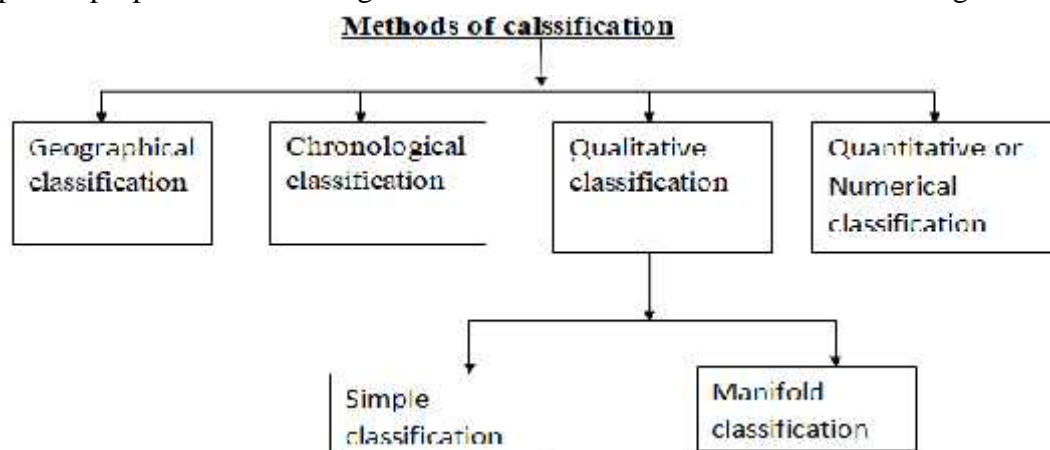 Methods of calssification
Geographical
classification
Chronological
classification
Qualitative
classification
Quantitative or
Numerical
classification
Simple
classification
Manifold
classification